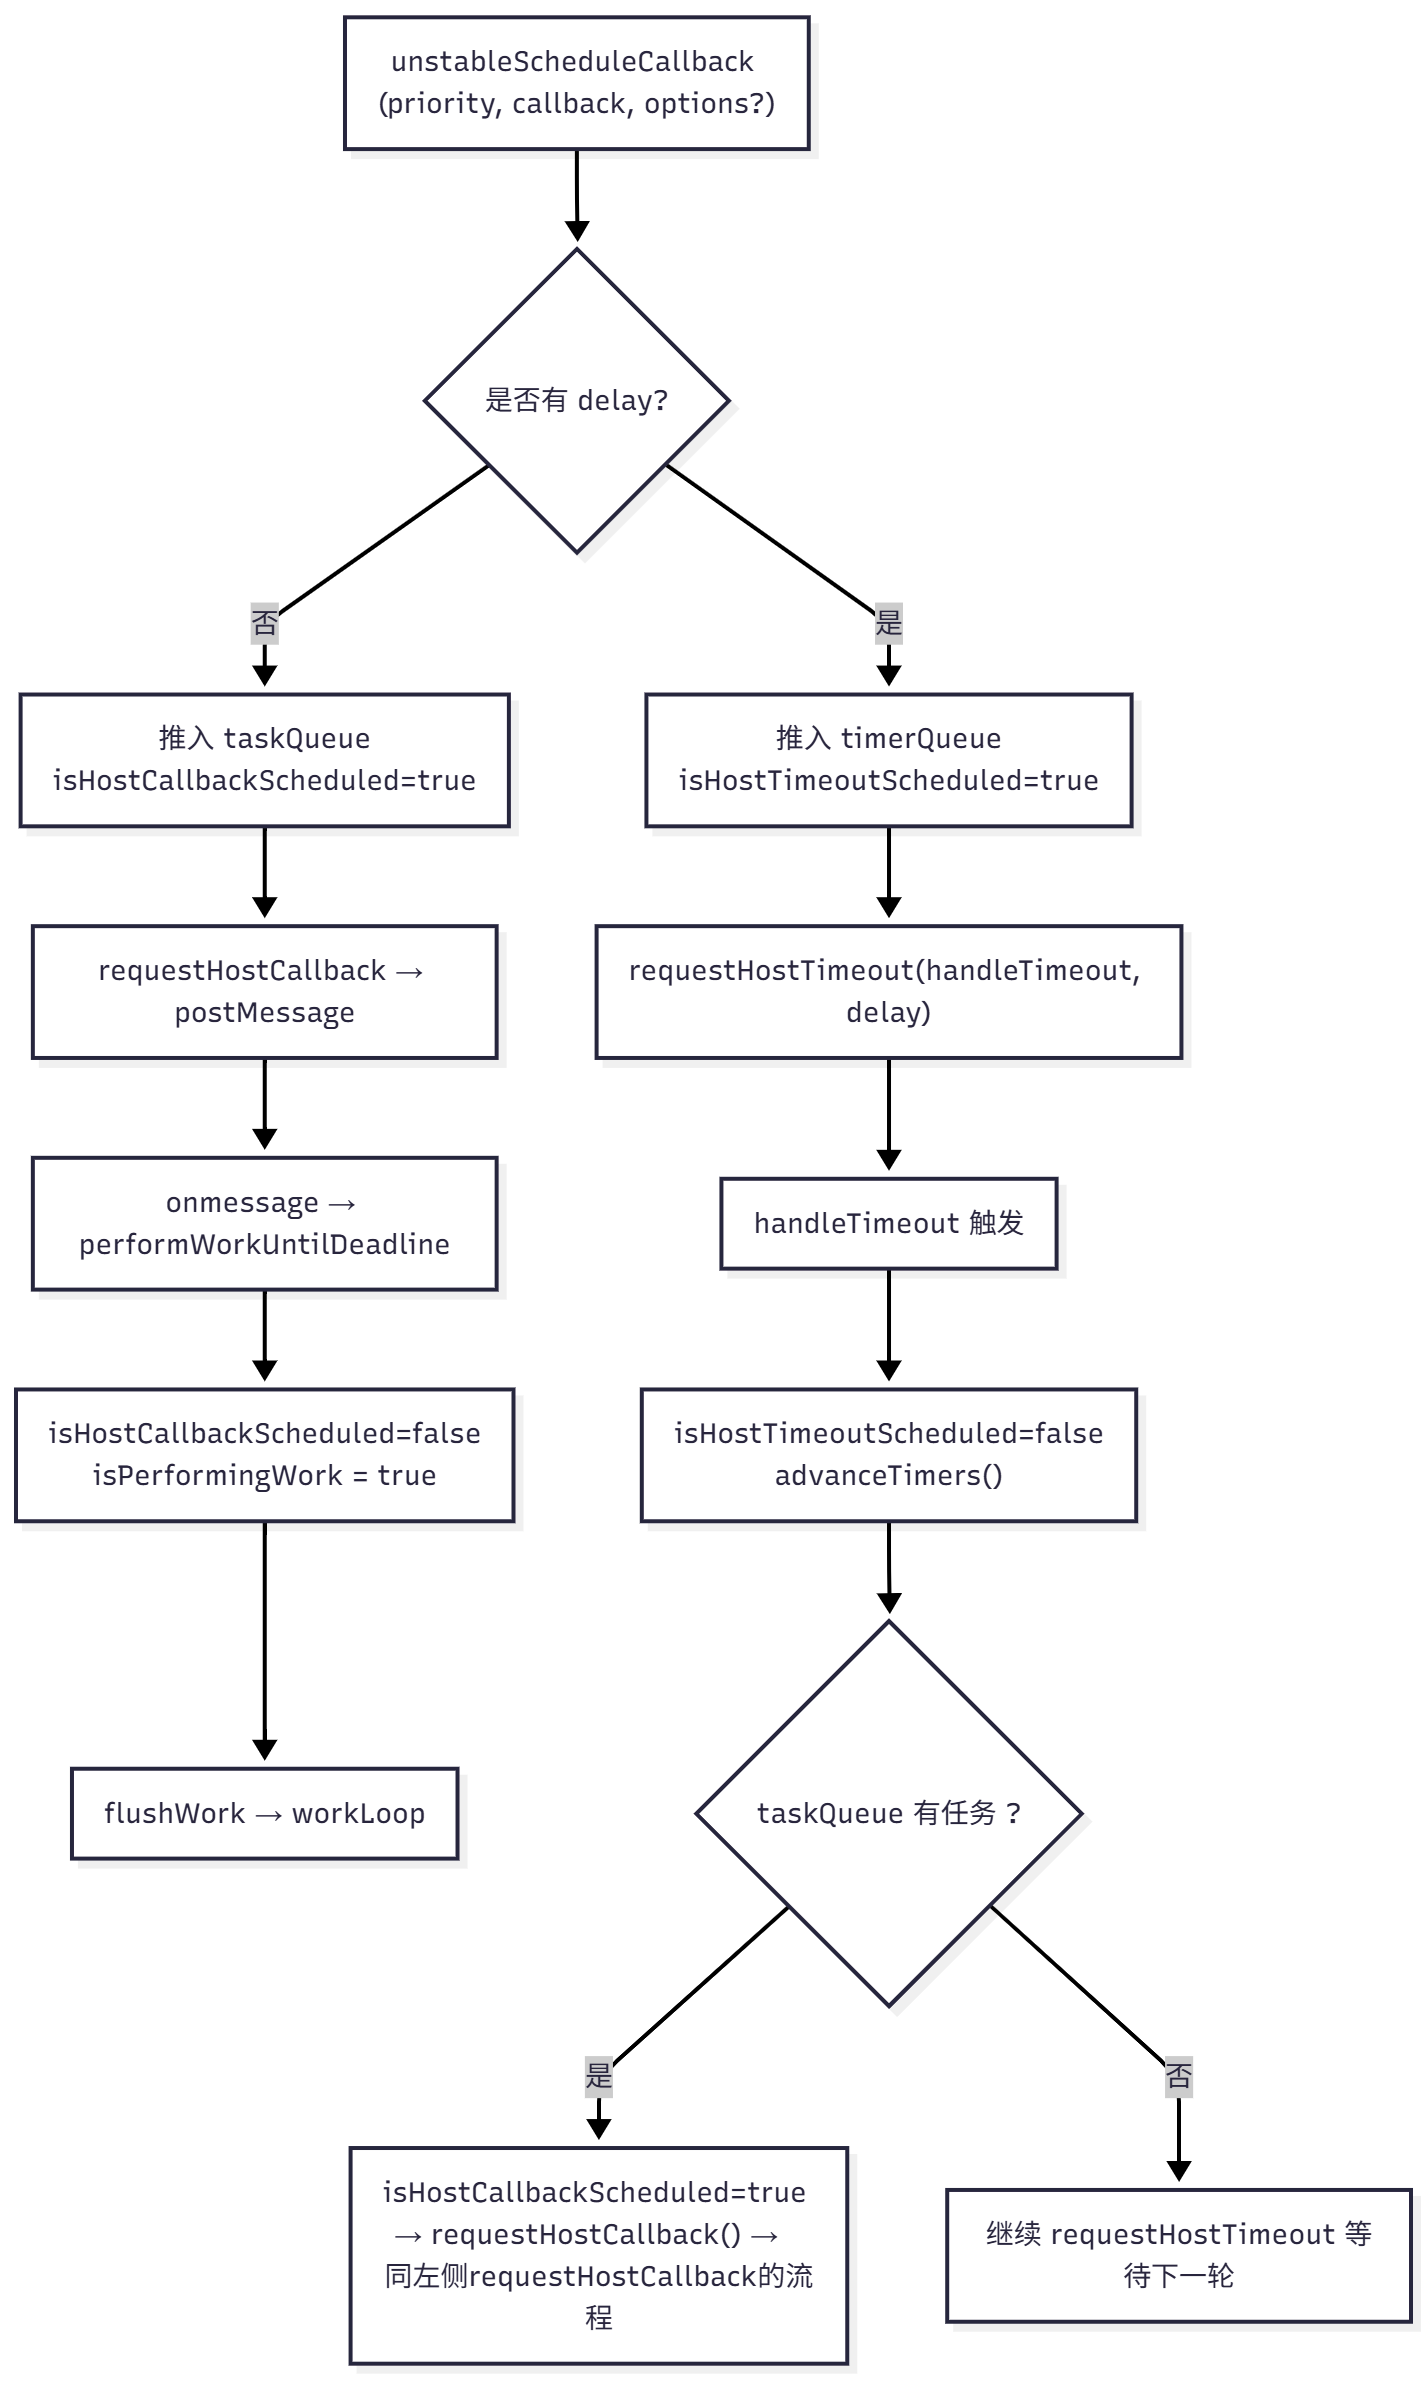 unstableScheduleCallback
(priority, callback, options?)
是否有 delay?
否
是
推入 taskQueue
isHostCallbackScheduled=true
推入 timerQueue
isHostTimeoutScheduled=true
requestHostCallback →
postMessage
requestHostTimeout(handleTimeout,
delay)
onmessage →
performWorkUntilDeadline
handleTimeout 触发
isHostCallbackScheduled=false
isPerformingWork = true
isHostTimeoutScheduled=false
advanceTimers()
flushWork → workLoop
taskQueue 有任务 ?
是
否
isHostCallbackScheduled=true
→ requestHostCallback() →
同左侧requestHostCallback的流
程
继续 requestHostTimeout 等
待下一轮